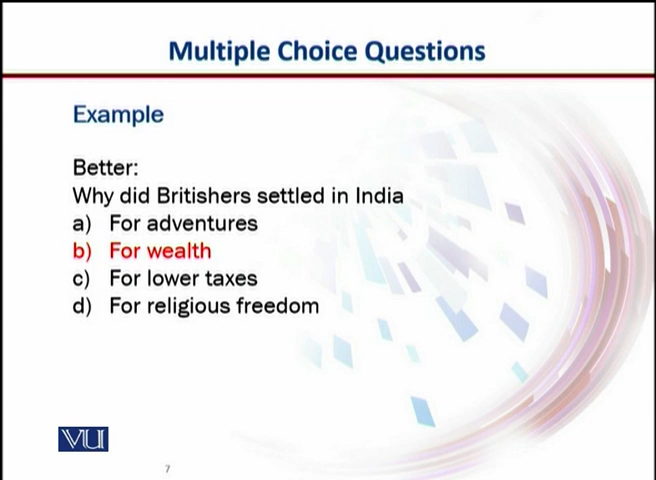 Multiple Choice Questions
Example
Better:
Why did Britishers settled in India
a) For adventures
b) For wealth
c) For lower taxes
d) For religious freedom
VU
7